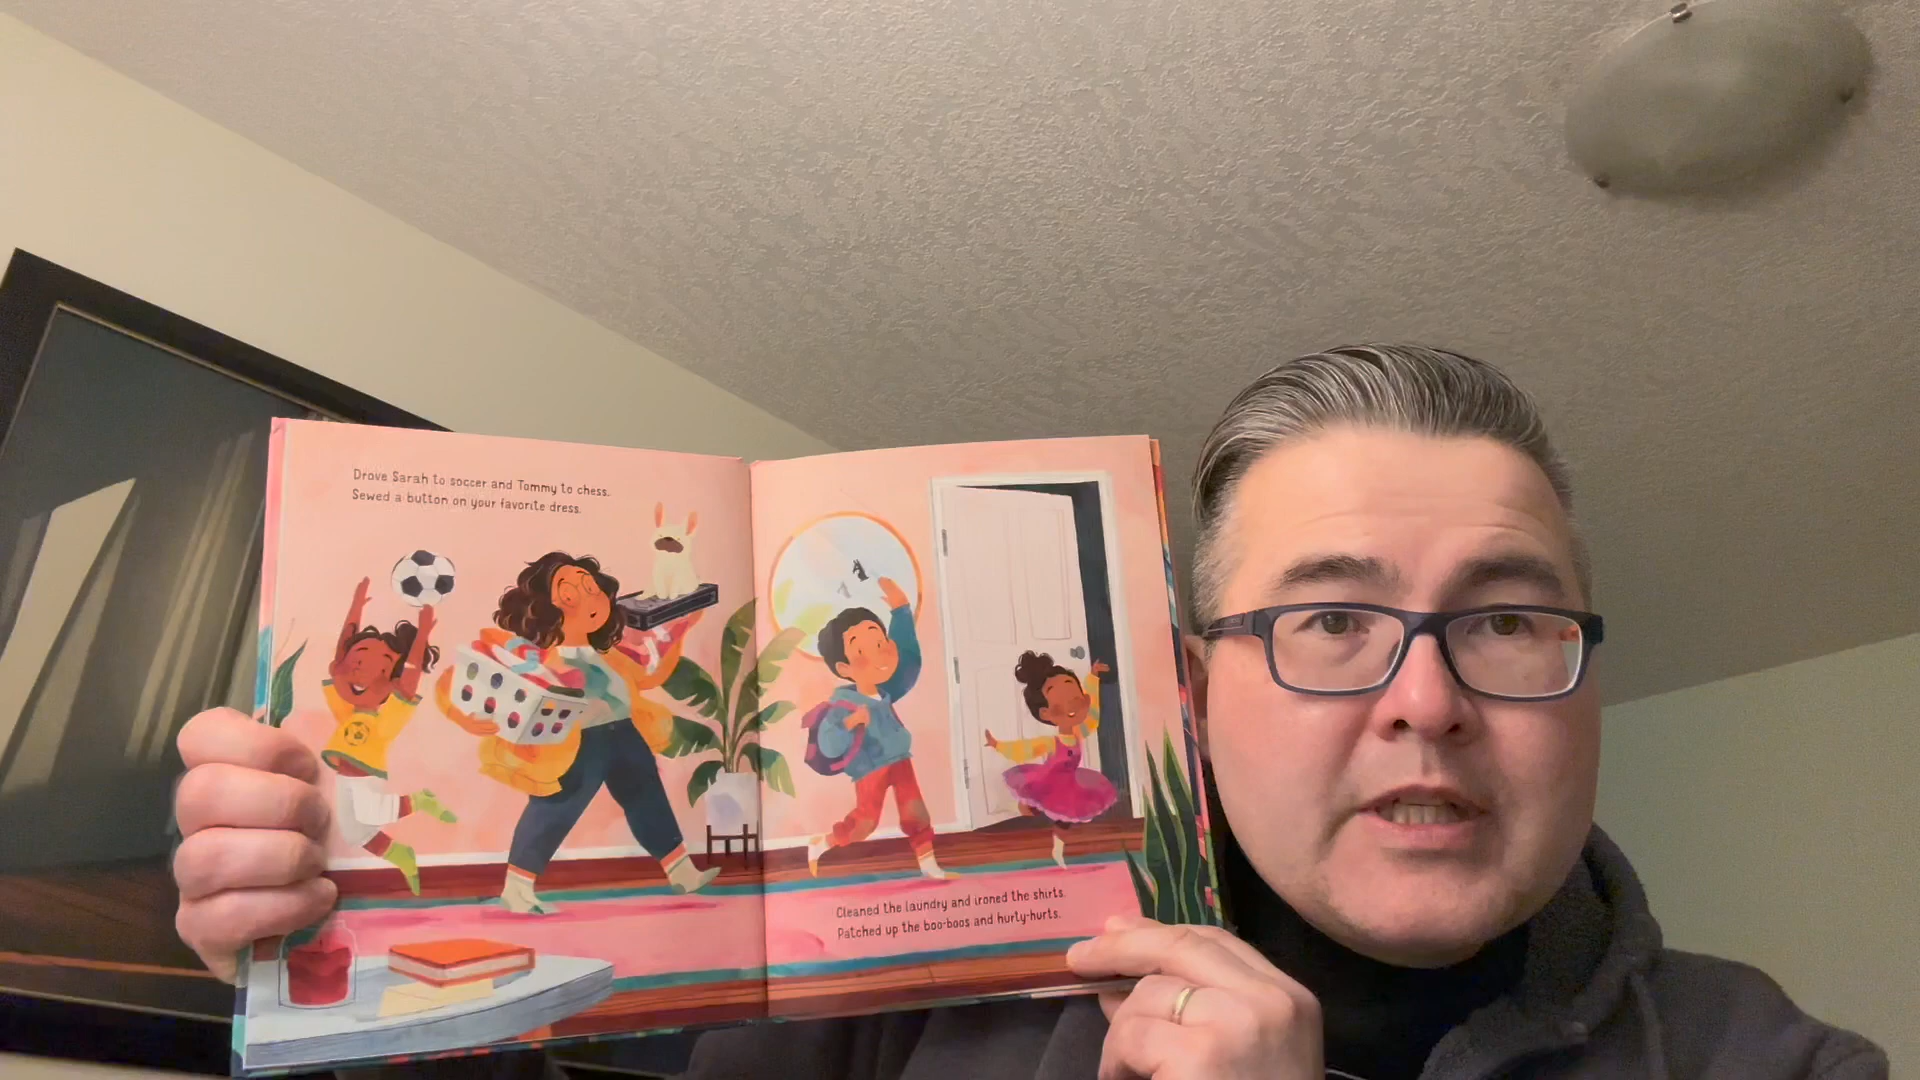 Drove Sarah to soccer and Tommy to chess.
Sewed a button on your favorite dress.
Cleaned the laundry and ironed the shirts.
Patched up the boo-boos and hurty-hurts.